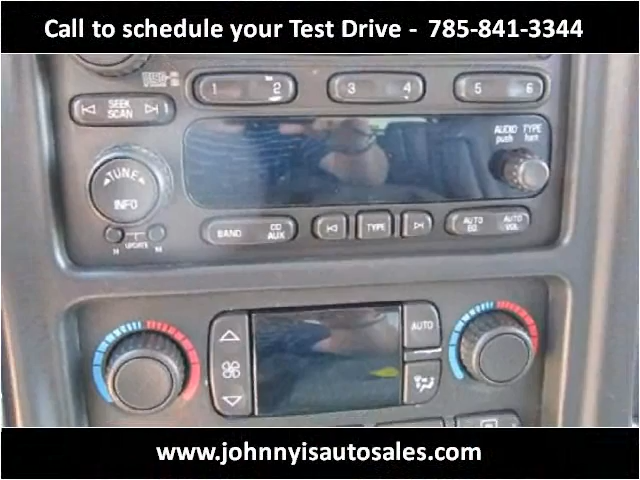 Call to schedule your Test Drive - 785-841-3344
1 2 3 4 5 6
SEEK
SCAN
AUDIO TYPE
push turn
TUNE
INFO
BAND
CD
AUX
TYPE
AUTO
EQ
AUTO
VOL
H UPDATE M
AUTO
www.johnnyisautosales.com